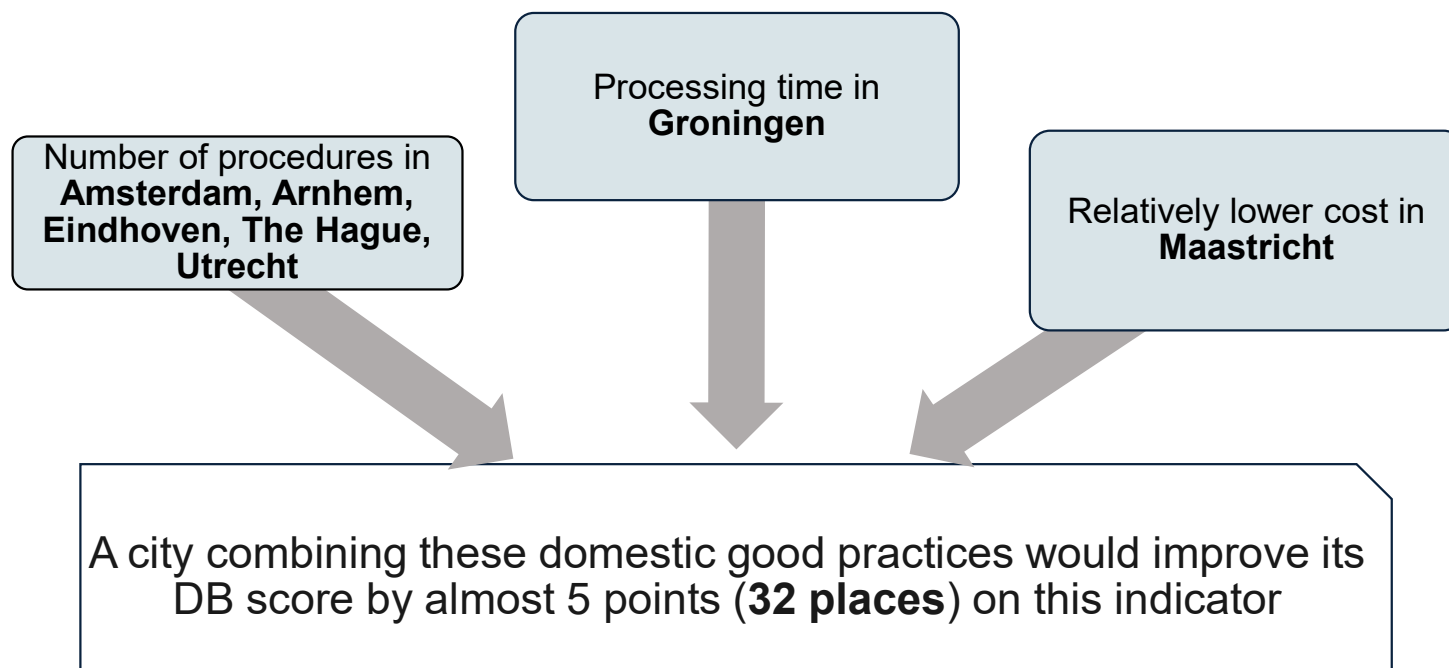 Number of procedures in
Amsterdam, Arnhem,
Eindhoven, The Hague,
Utrecht
Processing time in
Groningen
Relatively lower cost in
Maastricht
A city combining these domestic good practices would improve its
DB score by almost 5 points (32 places) on this indicator